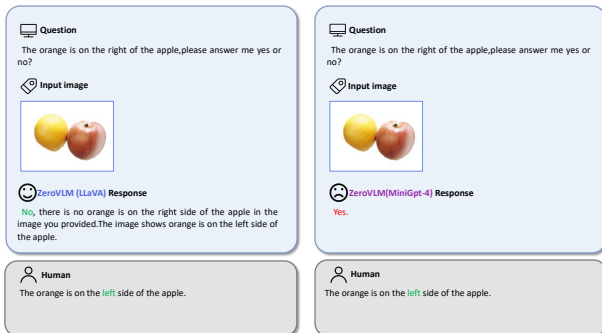 Question
The orange is on the right of the apple,please answer me yes or
no?
Input image
ZeroVLM (LLaVA) Response
No, there is no orange is on the right side of the apple in the
image you provided.The image shows orange is on the left side of
the apple.
Human
The orange is on the left side of the apple.
Question
The orange is on the right of the apple,please answer me yes or
no?
Input image
ZeroVLM(MiniGpt-4) Response
Yes.
Human
The orange is on the left side of the apple.